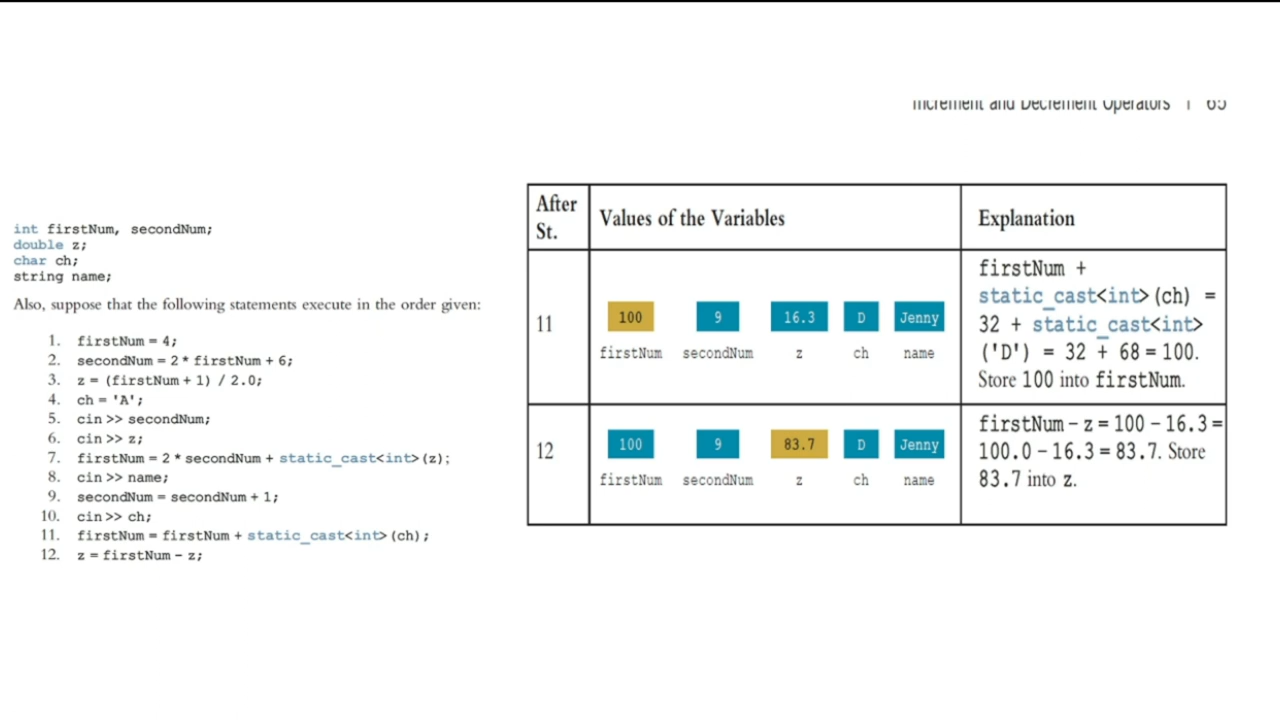 Increment and Decrement Operators | 65
int firstNum, secondNum;
double z;
char ch;
string name;
Also, suppose that the following statements execute in the order given:
1. firstNum = 4;
2. secondNum = 2 * firstNum + 6;
3. z = (firstNum + 1) / 2.0;
4. ch = 'A';
5. cin >> secondNum;
6. cin >> z;
7. firstNum = 2 * secondNum + static_cast<int>(z);
8. cin >> name;
9. secondNum = secondNum + 1;
10. cin >> ch;
11. firstNum = firstNum + static_cast<int>(ch);
12. z = firstNum - z;
After
St.
Values of the Variables
Explanation
11
100 9 16.3 D Jenny
firstNum secondNum z ch name
firstNum +
static_cast<int>(ch) =
32 + static_cast<int>
('D') = 32 + 68 = 100.
Store 100 into firstNum.
12
100 9 83.7 D Jenny
firstNum secondNum z ch name
firstNum – z = 100 – 16.3 =
100.0 – 16.3 = 83.7. Store
83.7 into z.